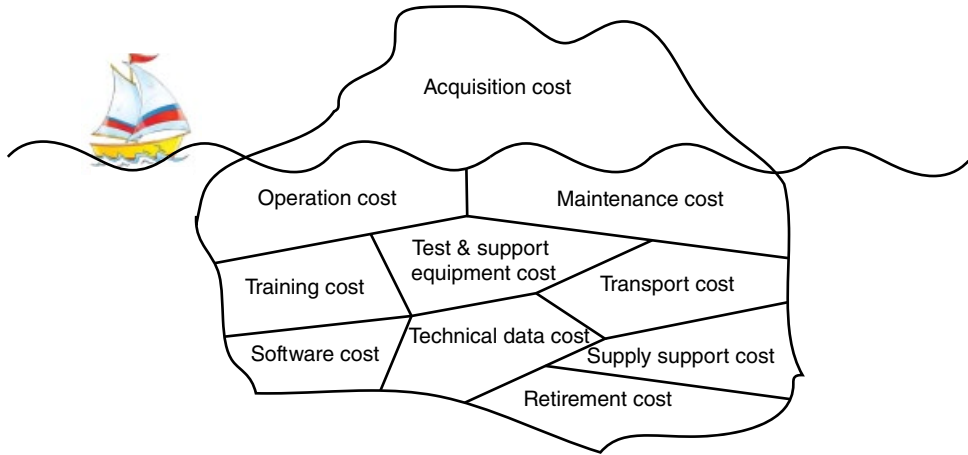 Acquisition cost
Operation cost
Maintenance cost
Test & support
equipment cost
Training cost
Transport cost
Technical data cost
Software cost
Supply support cost
Retirement cost